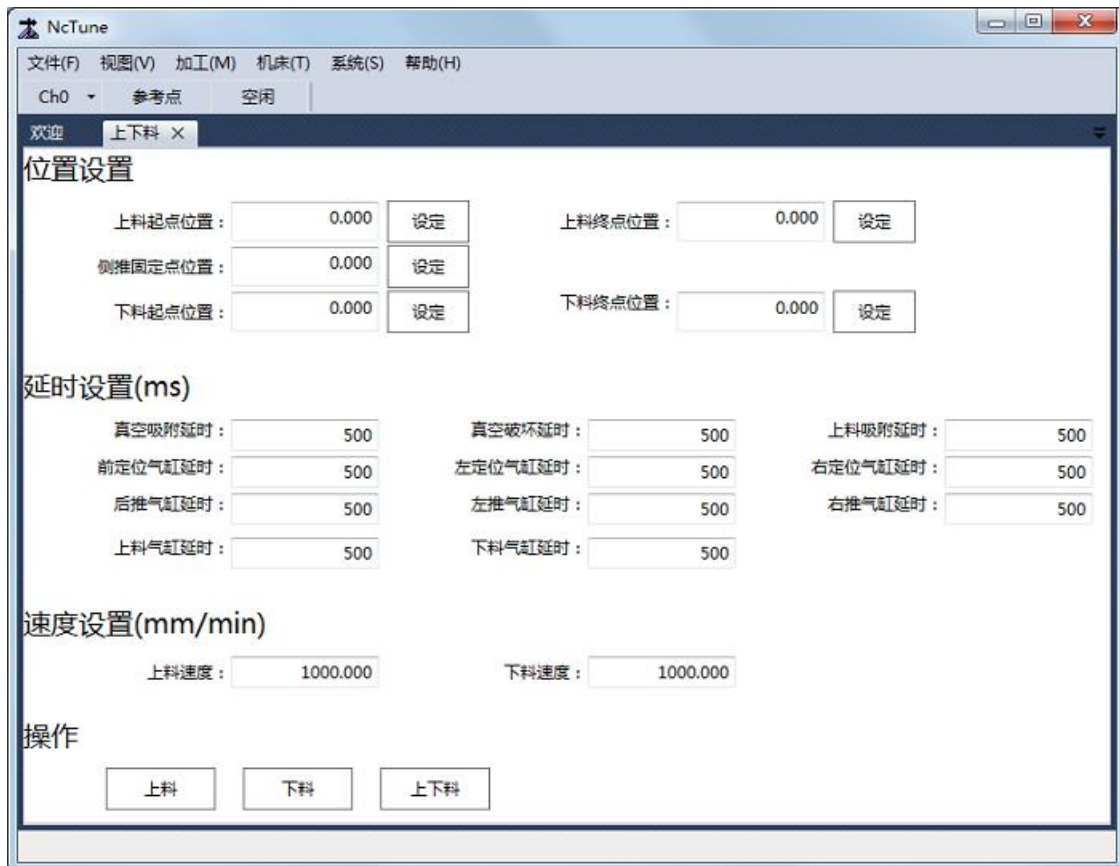 NcTune
文件(F) 视图(V) 加工(M) 机床(T) 系统(S) 帮助(H)
Ch0 参考点 空闲
欢迎 上下料
位置设置
上料起点位置： 0.000 设定 上料终点位置： 0.000 设定
侧推固定点位置： 0.000 设定
下料起点位置： 0.000 设定 下料终点位置： 0.000 设定
延时设置(ms)
真空吸附延时： 500 真空破坏延时： 500 上料吸附延时： 500
前定位气缸延时： 500 左定位气缸延时： 500 右定位气缸延时： 500
后推气缸延时： 500 左推气缸延时： 500 右推气缸延时： 500
上料气缸延时： 500 下料气缸延时： 500
速度设置(mm/min)
上料速度： 1000.000 下料速度： 1000.000
操作
上料 下料 上下料